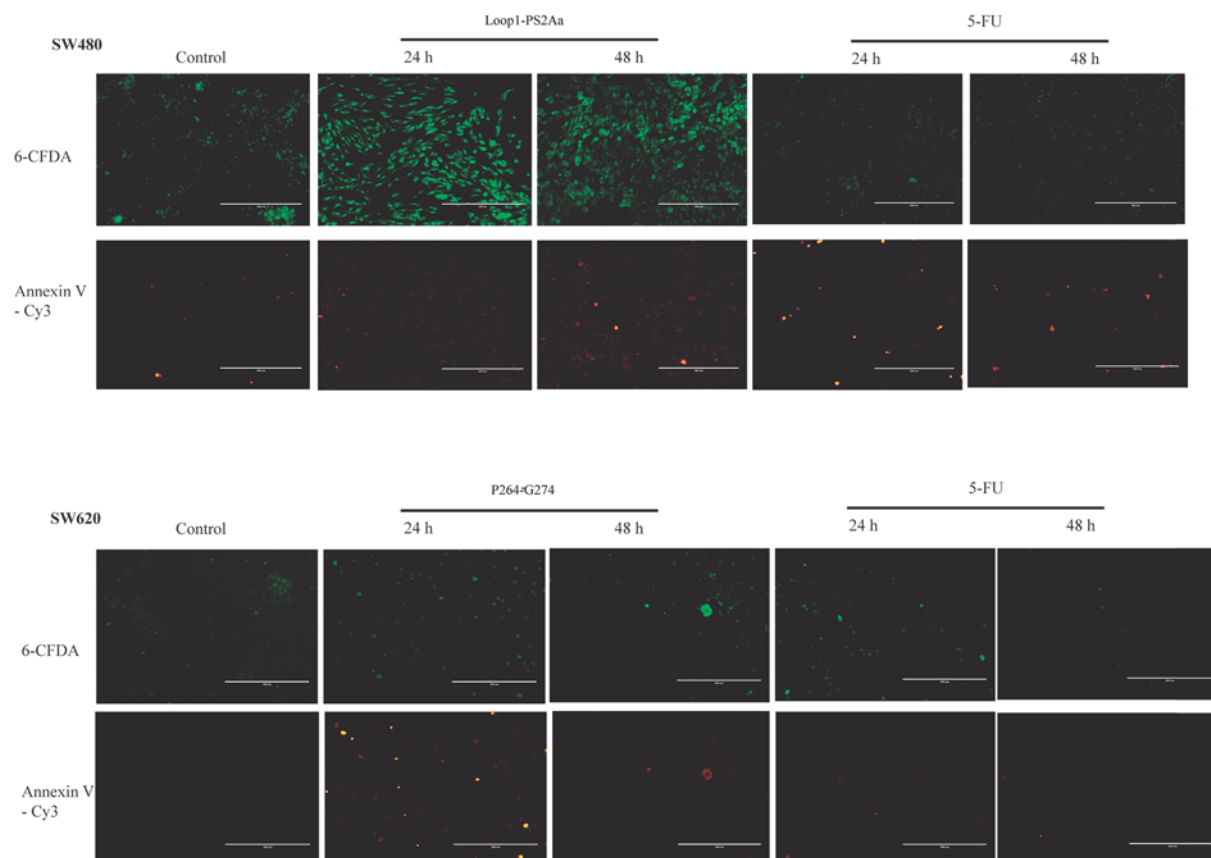 Loop1-PS2Aa
5-FU
SW480
Control
24 h
48 h
24 h
48 h
6-CFDA
Annexin V
- Cy3
P264-G274
5-FU
SW620
Control
24 h
48 h
24 h
48 h
6-CFDA
Annexin V
- Cy3